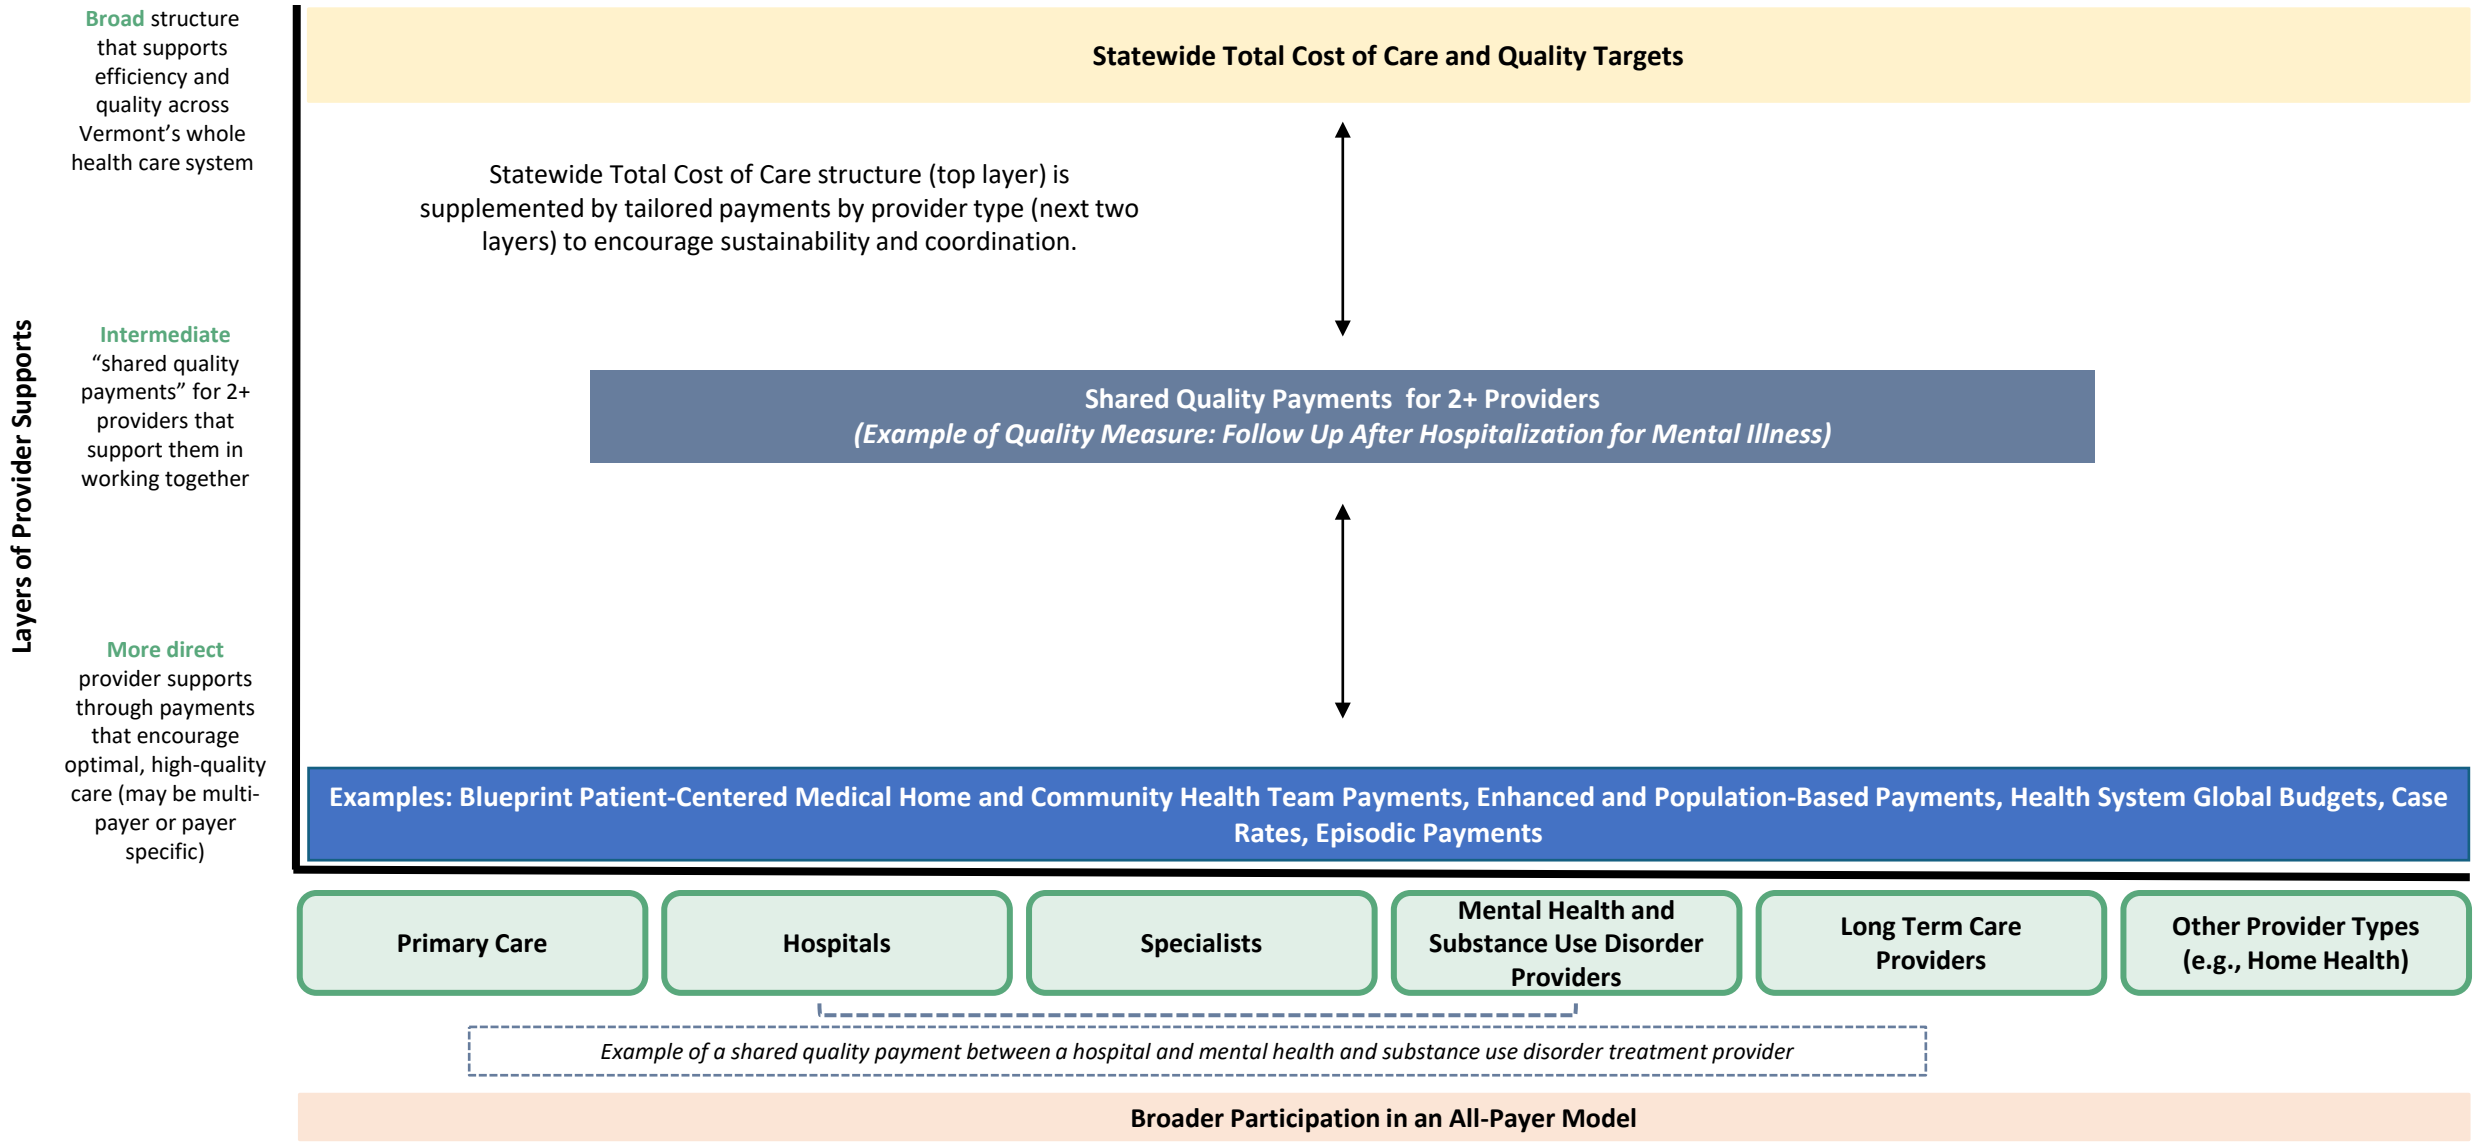 Broad structure
that supports
efficiency and
quality across
Vermont’s whole
health care system
Statewide Total Cost of Care and Quality Targets
Statewide Total Cost of Care structure (top layer) is
supplemented by tailored payments by provider type (next two
layers) to encourage sustainability and coordination.
Layers of Provider Supports
Intermediate
“shared quality
payments” for 2+
providers that
support them in
working together
Shared Quality Payments for 2+ Providers
(Example of Quality Measure: Follow Up After Hospitalization for Mental Illness)
More direct
provider supports
through payments
that encourage
optimal, high-quality
care (may be multi-
payer or payer
specific)
Examples: Blueprint Patient-Centered Medical Home and Community Health Team Payments, Enhanced and Population-Based Payments, Health System Global Budgets, Case
Rates, Episodic Payments
Primary Care
Hospitals
Specialists
Mental Health and
Substance Use Disorder
Providers
Long Term Care
Providers
Other Provider Types
(e.g., Home Health)
Example of a shared quality payment between a hospital and mental health and substance use disorder treatment provider
Broader Participation in an All-Payer Model